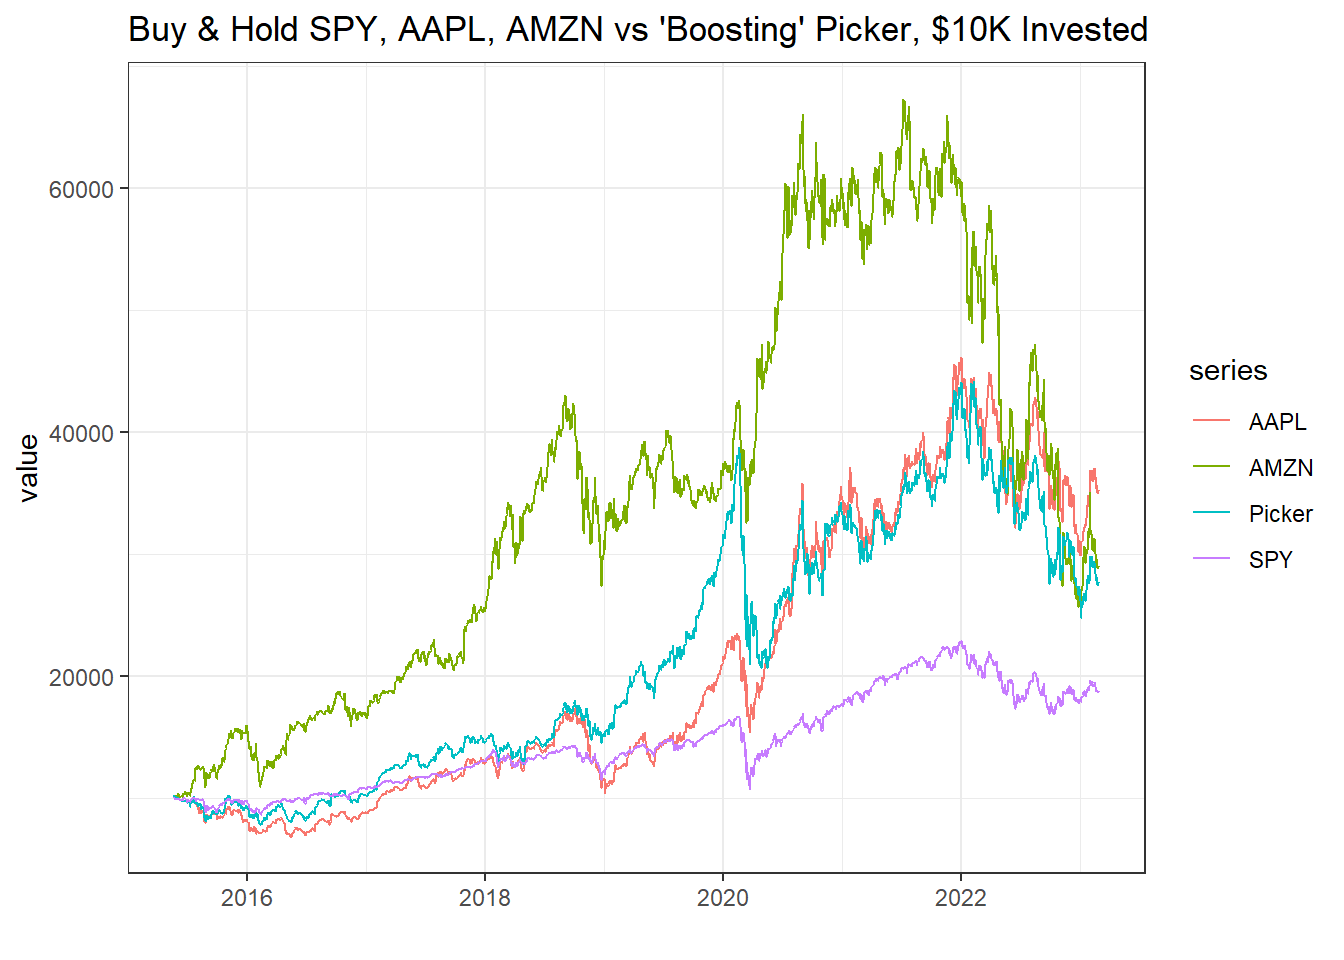 Buy & Hold SPY, AAPL, AMZN vs 'Boosting' Picker, $10K Invested
60000
40000
20000
value
2016 2018 2020 2022
series
AAPL
AMZN
Picker
SPY